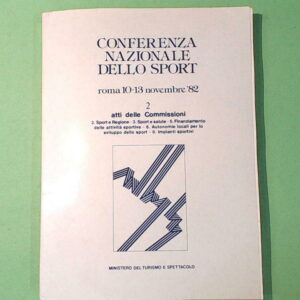 CONFERENZA
NAZIONALE
DELLO SPORT
roma 10-13 novembre '82
2
atti delle Commissioni
2. Sport e Regione · 3. Sport e salute · 5. Finanziamento
delle attività sportive · 6. Autonomie locali per lo
sviluppo dello sport · 9. Impianti sportivi
MINISTERO DEL TURISMO E SPETTACOLO